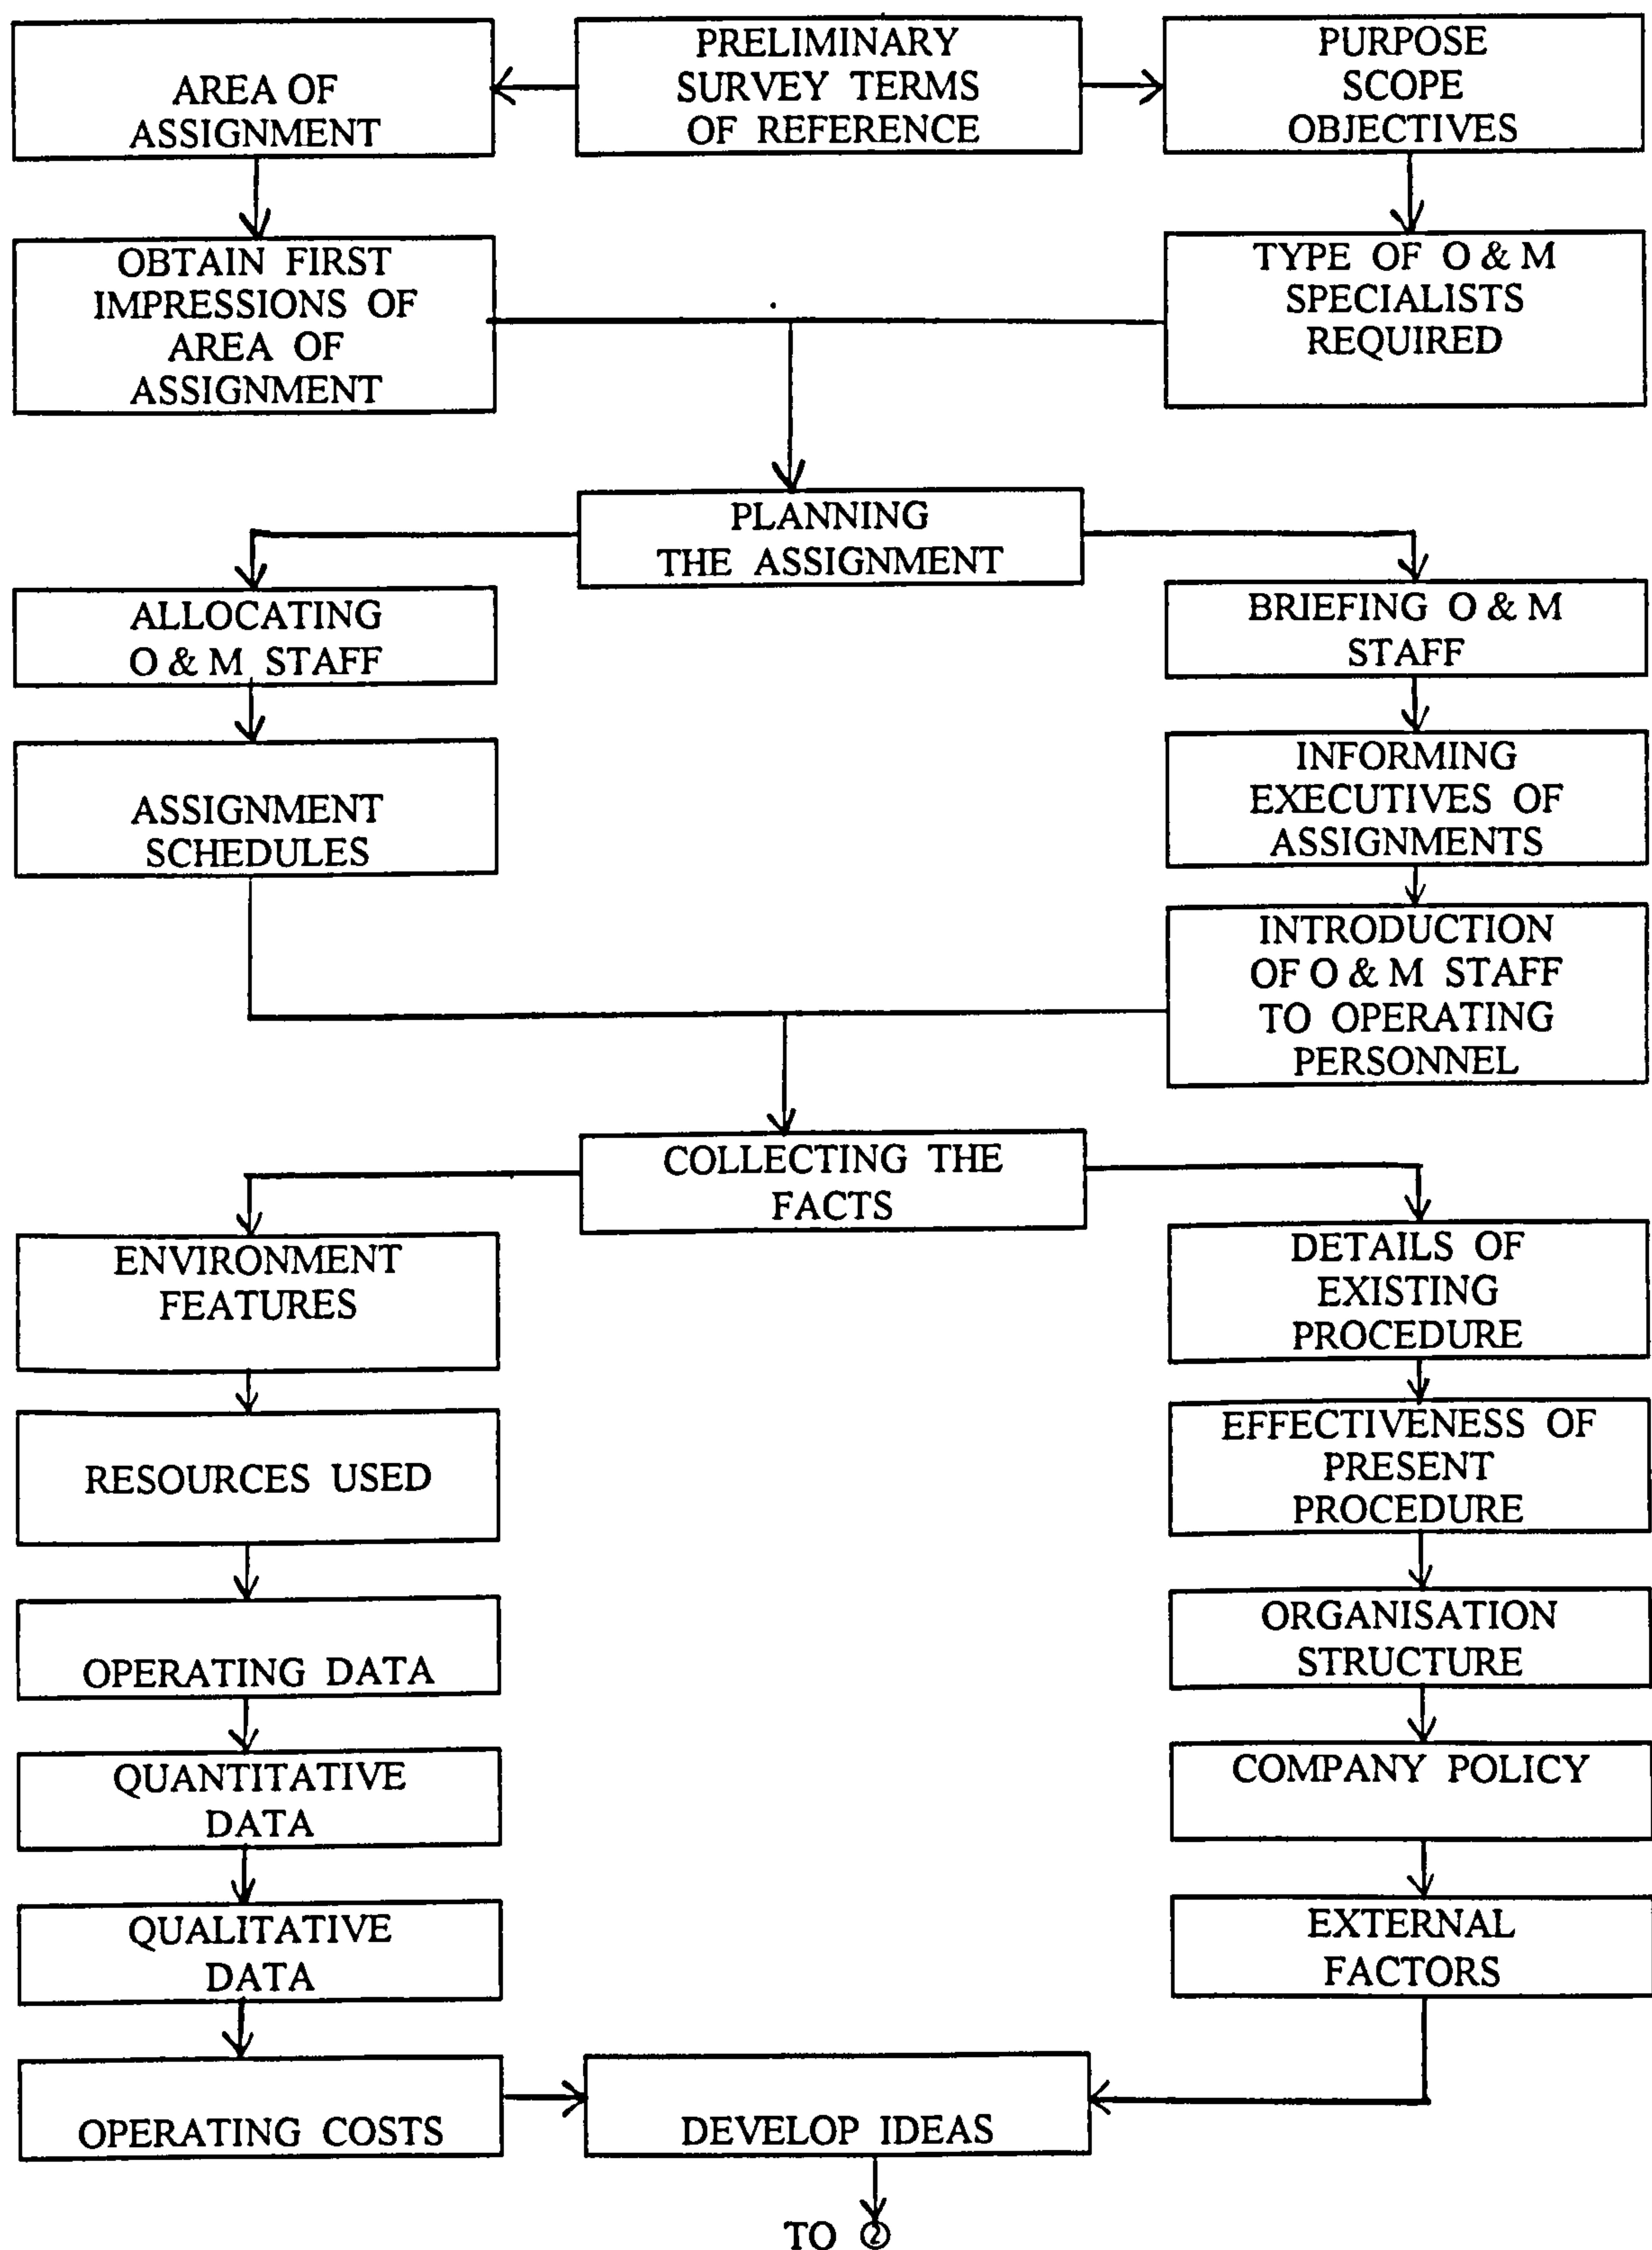 AREA OF
ASSIGNMENT
PRELIMINARY
SURVEY TERMS
OF REFERENCE
PURPOSE
SCOPE
OBJECTIVES
OBTAIN FIRST
IMPRESSIONS OF
AREA OF
ASSIGNMENT
TYPE OF O & M
SPECIALISTS
REQUIRED
PLANNING
THE ASSIGNMENT
ALLOCATING
O & M STAFF
BRIEFING O & M
STAFF
ASSIGNMENT
SCHEDULES
INFORMING
EXECUTIVES OF
ASSIGNMENTS
INTRODUCTION
OF O & M STAFF
TO OPERATING
PERSONNEL
COLLECTING THE
FACTS
ENVIRONMENT
FEATURES
DETAILS OF
EXISTING
PROCEDURE
RESOURCES USED
EFFECTIVENESS OF
PRESENT
PROCEDURE
OPERATING DATA
ORGANISATION
STRUCTURE
QUANTITATIVE
DATA
COMPANY POLICY
QUALITATIVE
DATA
EXTERNAL
FACTORS
OPERATING COSTS
DEVELOP IDEAS
TO ②